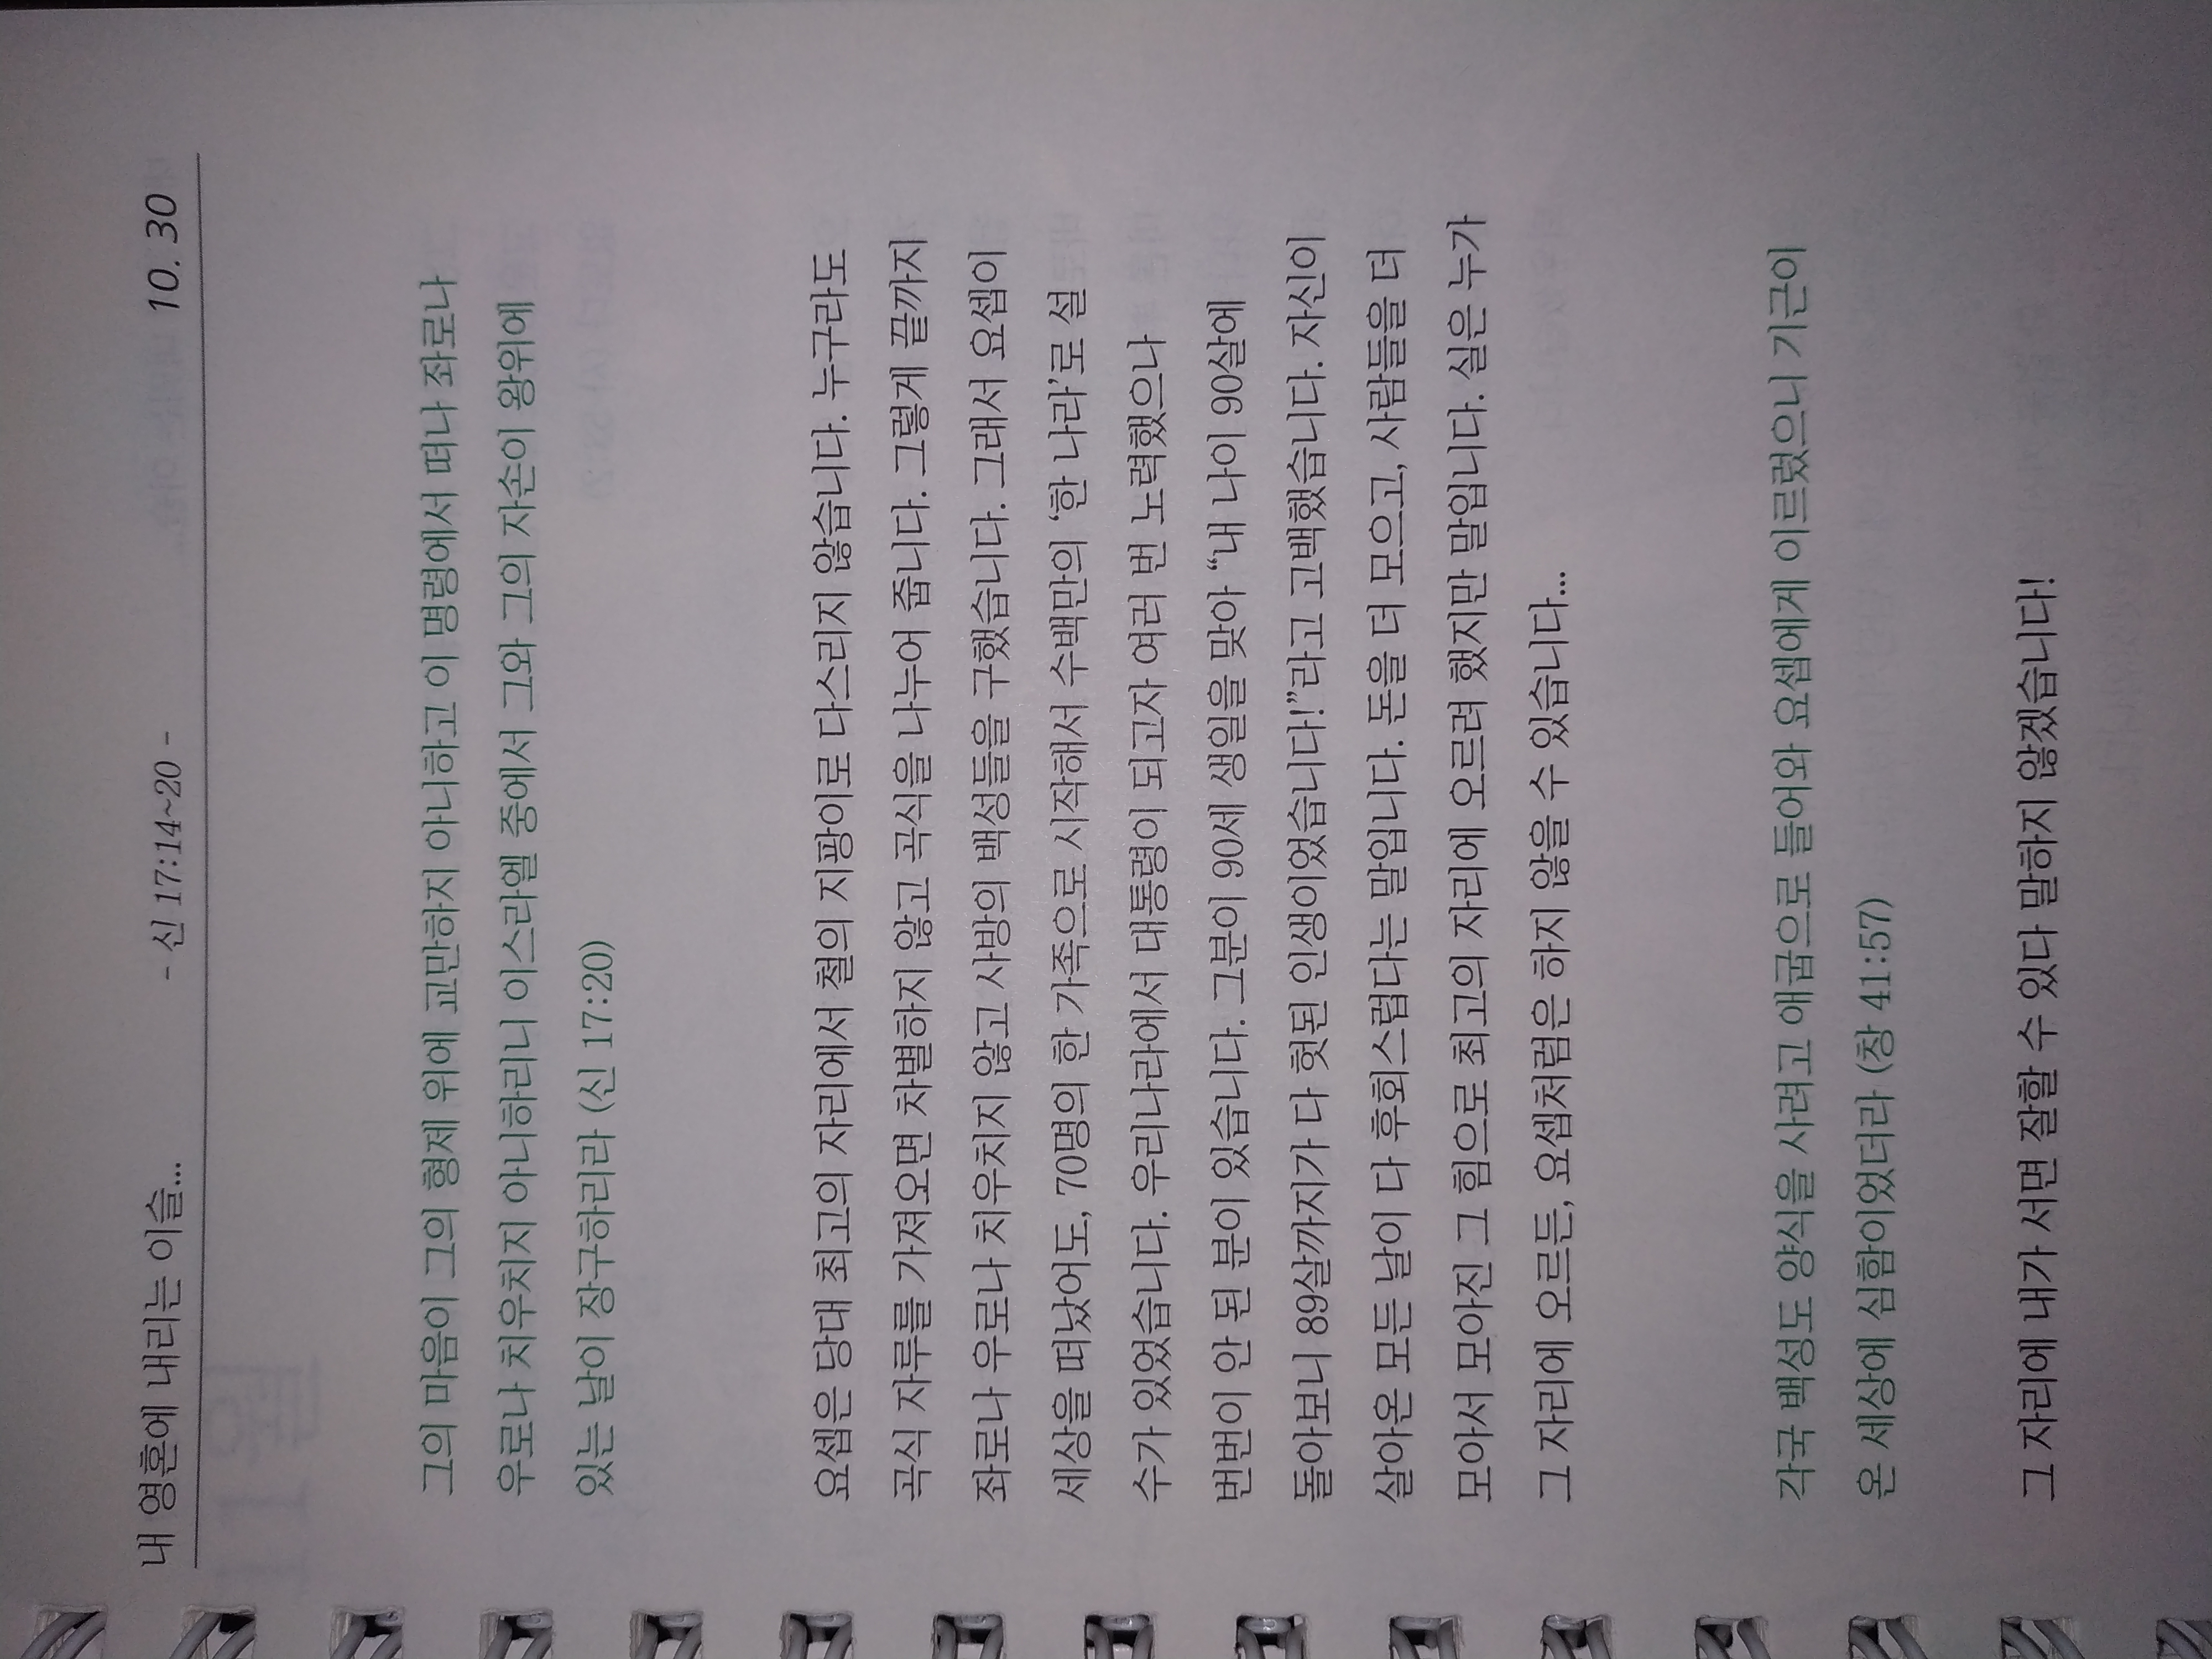 내 영혼에 내리는 이슬... - 신 17:14~20 - 10. 30
11월
그의 마음이 그의 형제 위에 교만하지 아니하고 이 명령에서 떠나 좌로나
우로나 치우치지 아니하리니 이스라엘 중에서 그와 그의 자손이 왕위에
있는 날이 장구하리라 (신 17:20)
요셉은 당대 최고의 자리에서 철의 지팡이로 다스리지 않습니다. 누구라도
곡식 자루를 가져오면 차별하지 않고 곡식을 나누어 줍니다. 그렇게 끝까지
좌로나 우로나 치우치지 않고 사방의 백성들을 구했습니다. 그래서 요셉이
세상을 떠났어도, 70명의 한 가족으로 시작해서 수백만의 ‘한 나라’로 설
수가 있었습니다. 우리나라에서 대통령이 되고자 여러 번 노력했으나
번번이 안 된 분이 있습니다. 그분이 90세 생일을 맞아 “내 나이 90살에
돌아보니 89살까지가 다 헛된 인생이었습니다!”라고 고백했습니다. 자신이
살아온 모든 날이 다 후회스럽다는 말입니다. 돈을 더 모으고, 사람들을 더
모아서 모아진 그 힘으로 최고의 자리에 오르려 했지만 말입니다. 실은 누가
그 자리에 오르든, 요셉처럼은 하지 않을 수 있습니다...
각국 백성도 양식을 사려고 애굽으로 들어와 요셉에게 이르렀으니 기근이
온 세상에 심함이었더라 (창 41:57)
그 자리에 내가 서면 잘할 수 있다 말하지 않겠습니다!